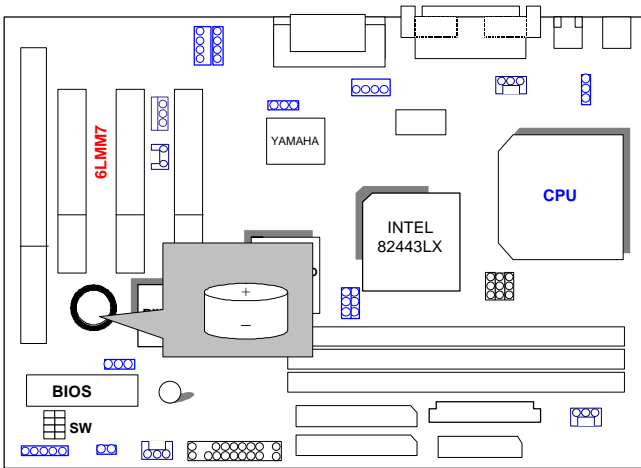 6LMM7
YAMAHA
CPU
INTEL
82443LX
+
−
BIOS
SW